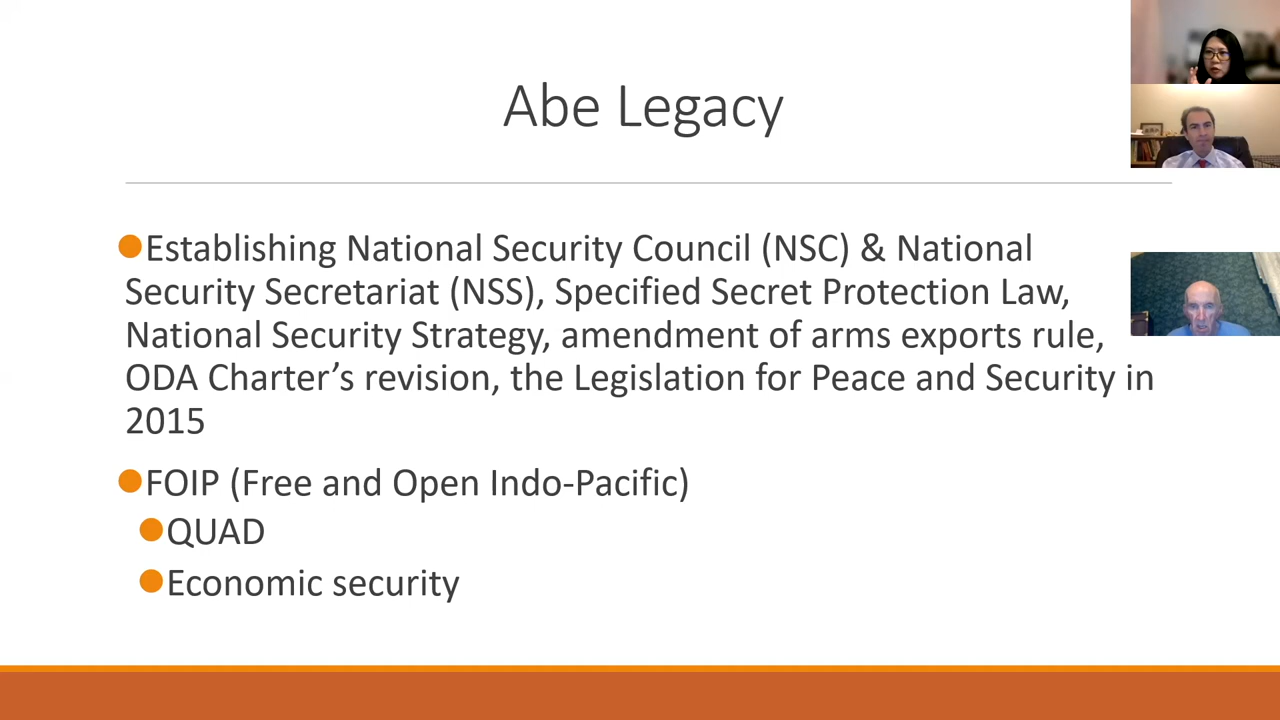 Abe Legacy
Establishing National Security Council (NSC) & National
Security Secretariat (NSS), Specified Secret Protection Law,
National Security Strategy, amendment of arms exports rule,
ODA Charter’s revision, the Legislation for Peace and Security in
2015
FOIP (Free and Open Indo-Pacific)
QUAD
Economic security